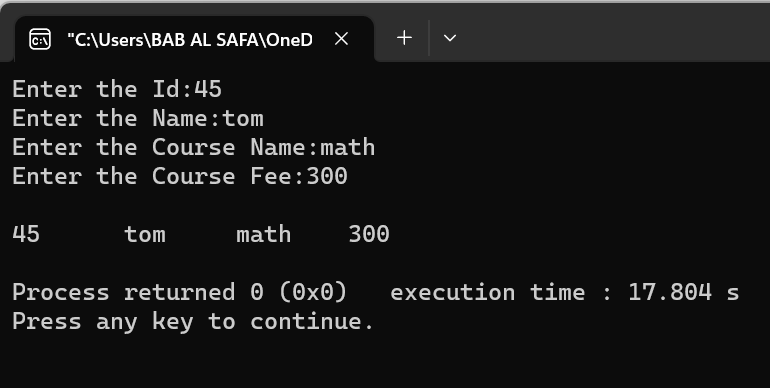 "C:\Users\BAB AL SAFA\OneD
Enter the Id:45
Enter the Name:tom
Enter the Course Name:math
Enter the Course Fee:300
45      tom     math    300
Process returned 0 (0x0)   execution time : 17.804 s
Press any key to continue.